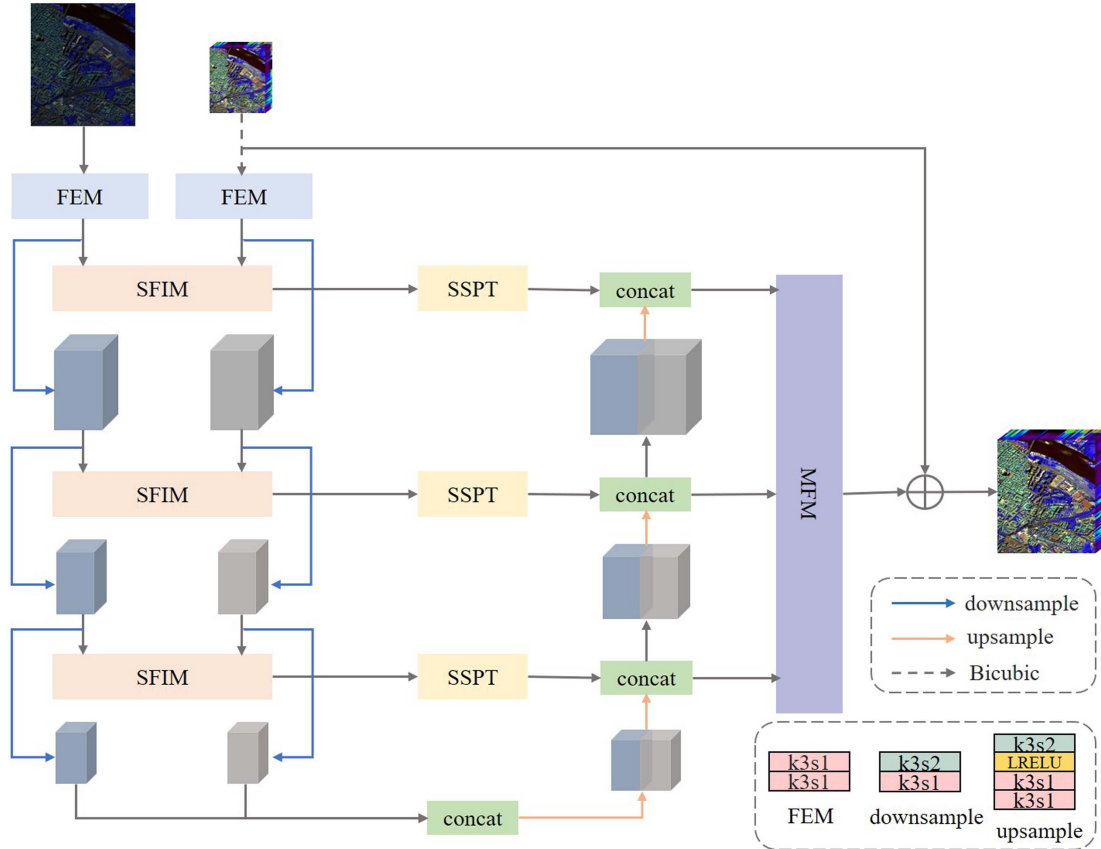 FEM
FEM
SFIM
SSPT
concat
SFIM
SSPT
concat
MFM
SFIM
SSPT
concat
concat
downsample
upsample
Bicubic
k3s1
k3s1
FEM
k3s2
k3s1
downsample
k3s2
LRELU
k3s1
k3s1
upsample